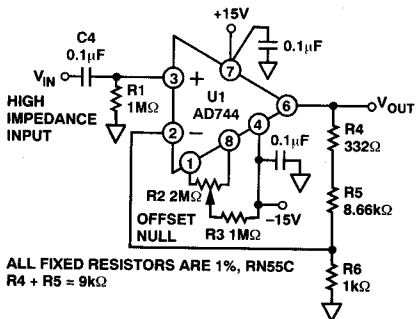 +15V
C4
0.1μF
0.1μF
VIN
3
+
7
R1
1MΩ
U1
AD744
6
VOUT
HIGH
IMPEDANCE
INPUT
2
−
8
4
0.1μF
R4
332Ω
1
R2 2MΩ
R5
8.66kΩ
OFFSET
NULL
−15V
R3 1MΩ
ALL FIXED RESISTORS ARE 1%, RN55C
R4 + R5 = 9kΩ
R6
1kΩ